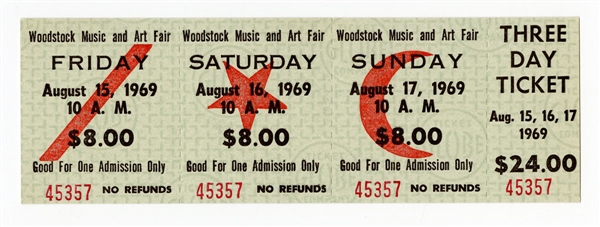 Woodstock Music and Art Fair
FRIDAY
August 15, 1969
10 A. M.
$8.00
Good For One Admission Only
45357 NO REFUNDS
Woodstock Music and Art Fair
SATURDAY
August 16, 1969
10 A. M.
$8.00
Good For One Admission Only
45357 NO REFUNDS
Woodstock Music and Art Fair
SUNDAY
August 17, 1969
10 A. M.
$8.00
Good For One Admission Only
45357 NO REFUNDS
THREE
DAY
TICKET
Aug. 15, 16, 17
1969
$24.00
45357